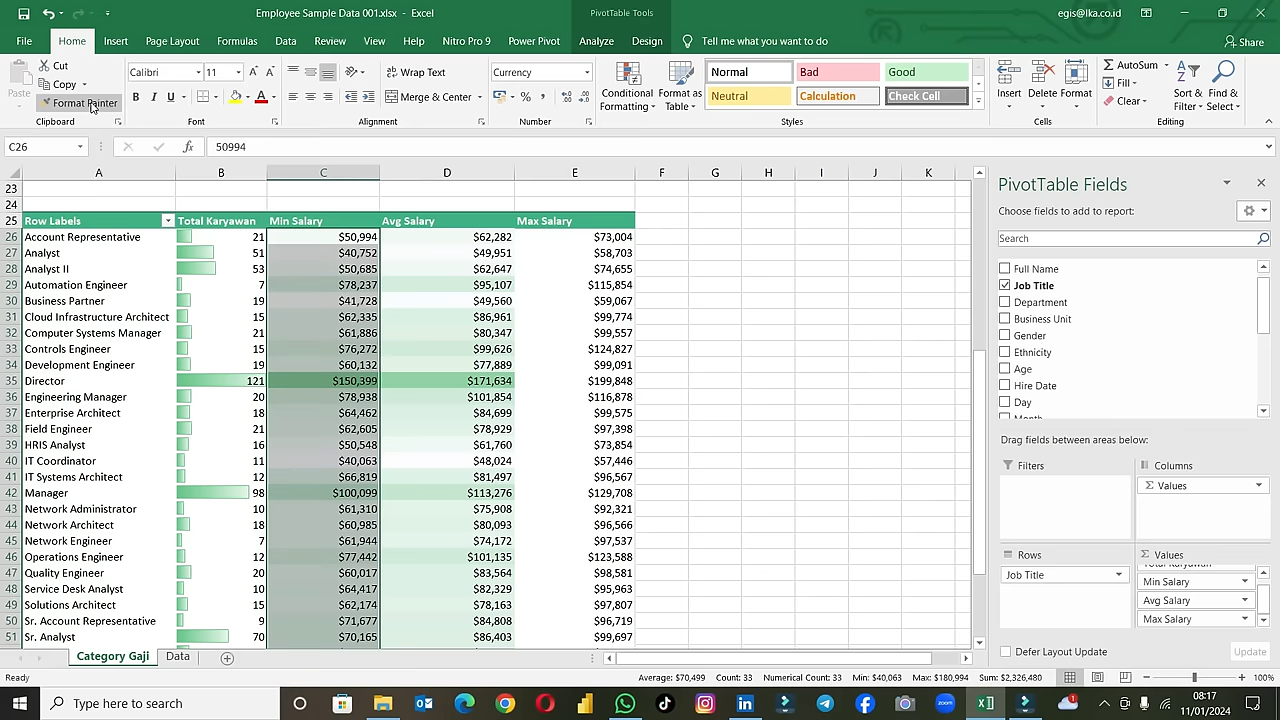 Employee Sample Data 001.xlsx - Excel
PivotTable Tools
egis@lka.co.id
File Home Insert Page Layout Formulas Data Review View Help Nitro Pro 9 Power Pivot Analyze Design Tell me what you want to do Share
Paste
Cut
Copy
Format Painter
Clipboard
Calibri 11
B I U
Font
Wrap Text
Merge & Center
Alignment
Currency
Number
Conditional Formatting
Format as Table
Normal Bad Good
Neutral Calculation Check Cell
Styles
Insert Delete Format
Cells
AutoSum
Fill
Clear
Sort & Filter
Find & Select
Editing
C26 fx 50994
A B C D E F G H I J K
23
24
25 Row Labels Total Karyawan Min Salary Avg Salary Max Salary
26 Account Representative 21 $50,994 $62,282 $73,004
27 Analyst 51 $40,752 $49,951 $58,703
28 Analyst II 53 $50,685 $62,647 $74,655
29 Automation Engineer 7 $78,237 $95,107 $115,854
30 Business Partner 19 $41,728 $49,560 $59,067
31 Cloud Infrastructure Architect 15 $62,335 $86,961 $99,774
32 Computer Systems Manager 21 $61,886 $80,347 $99,557
33 Controls Engineer 15 $76,272 $99,626 $124,827
34 Development Engineer 19 $60,132 $77,889 $99,091
35 Director 121 $150,399 $171,634 $199,848
36 Engineering Manager 20 $78,938 $101,854 $116,878
37 Enterprise Architect 18 $64,462 $84,699 $99,575
38 Field Engineer 21 $62,605 $78,929 $97,398
39 HRIS Analyst 16 $50,548 $61,760 $73,854
40 IT Coordinator 11 $40,063 $48,024 $57,446
41 IT Systems Architect 12 $66,819 $81,497 $96,567
42 Manager 98 $100,099 $113,276 $129,708
43 Network Administrator 10 $61,310 $75,908 $92,321
44 Network Architect 18 $60,985 $80,093 $96,566
45 Network Engineer 7 $61,944 $74,172 $97,537
46 Operations Engineer 12 $77,442 $101,135 $123,588
47 Quality Engineer 20 $60,017 $83,564 $98,581
48 Service Desk Analyst 10 $64,417 $82,329 $95,963
49 Solutions Architect 15 $62,174 $78,163 $97,807
50 Sr. Account Representative 9 $71,677 $84,808 $96,719
51 Sr. Analyst 70 $70,165 $86,403 $99,697
PivotTable Fields
Choose fields to add to report:
Search
Full Name
Job Title
Department
Business Unit
Gender
Ethnicity
Age
Hire Date
Day
Month
Drag fields between areas below:
Filters
Columns
Σ Values
Rows
Job Title
Σ Values
Total Karyawan
Min Salary
Avg Salary
Max Salary
Defer Layout Update Update
Category Gaji Data
Ready Average: $70,499 Count: 33 Numerical Count: 33 Min: $40,063 Max: $180,994 Sum: $2,326,480 100%
Type here to search
zoom
08:17
11/01/2024